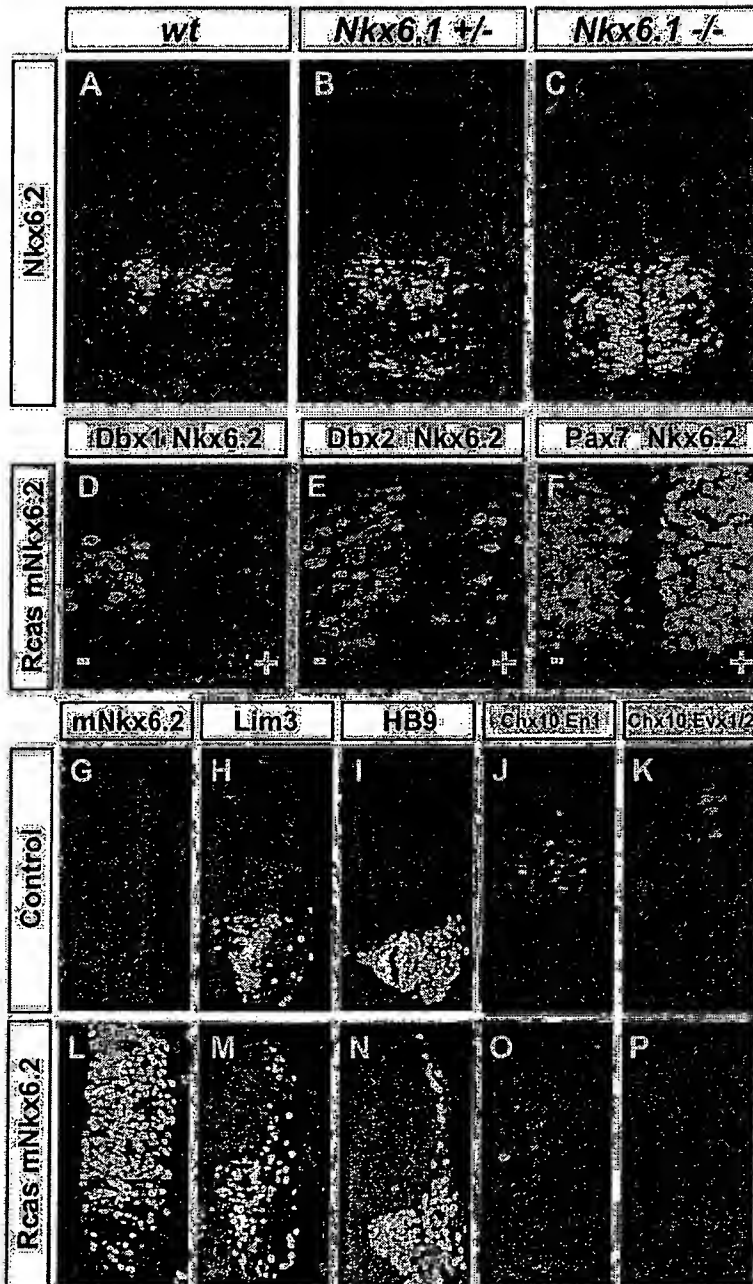 wt Nkx6.1 +/- Nkx6.1 -/-
Nkx6.2
A B C
Dbx1 Nkx6.2 Dbx2 Nkx6.2 Pax7 Nkx6.2
Rcas mNkx6.2
D E F
- + - + - +
mNkx6.2 Lim3 HB9 Chx10 En1 Chx10 Evx1/2
Control
G H I J K
Rcas mNkx6.2
L M N O P